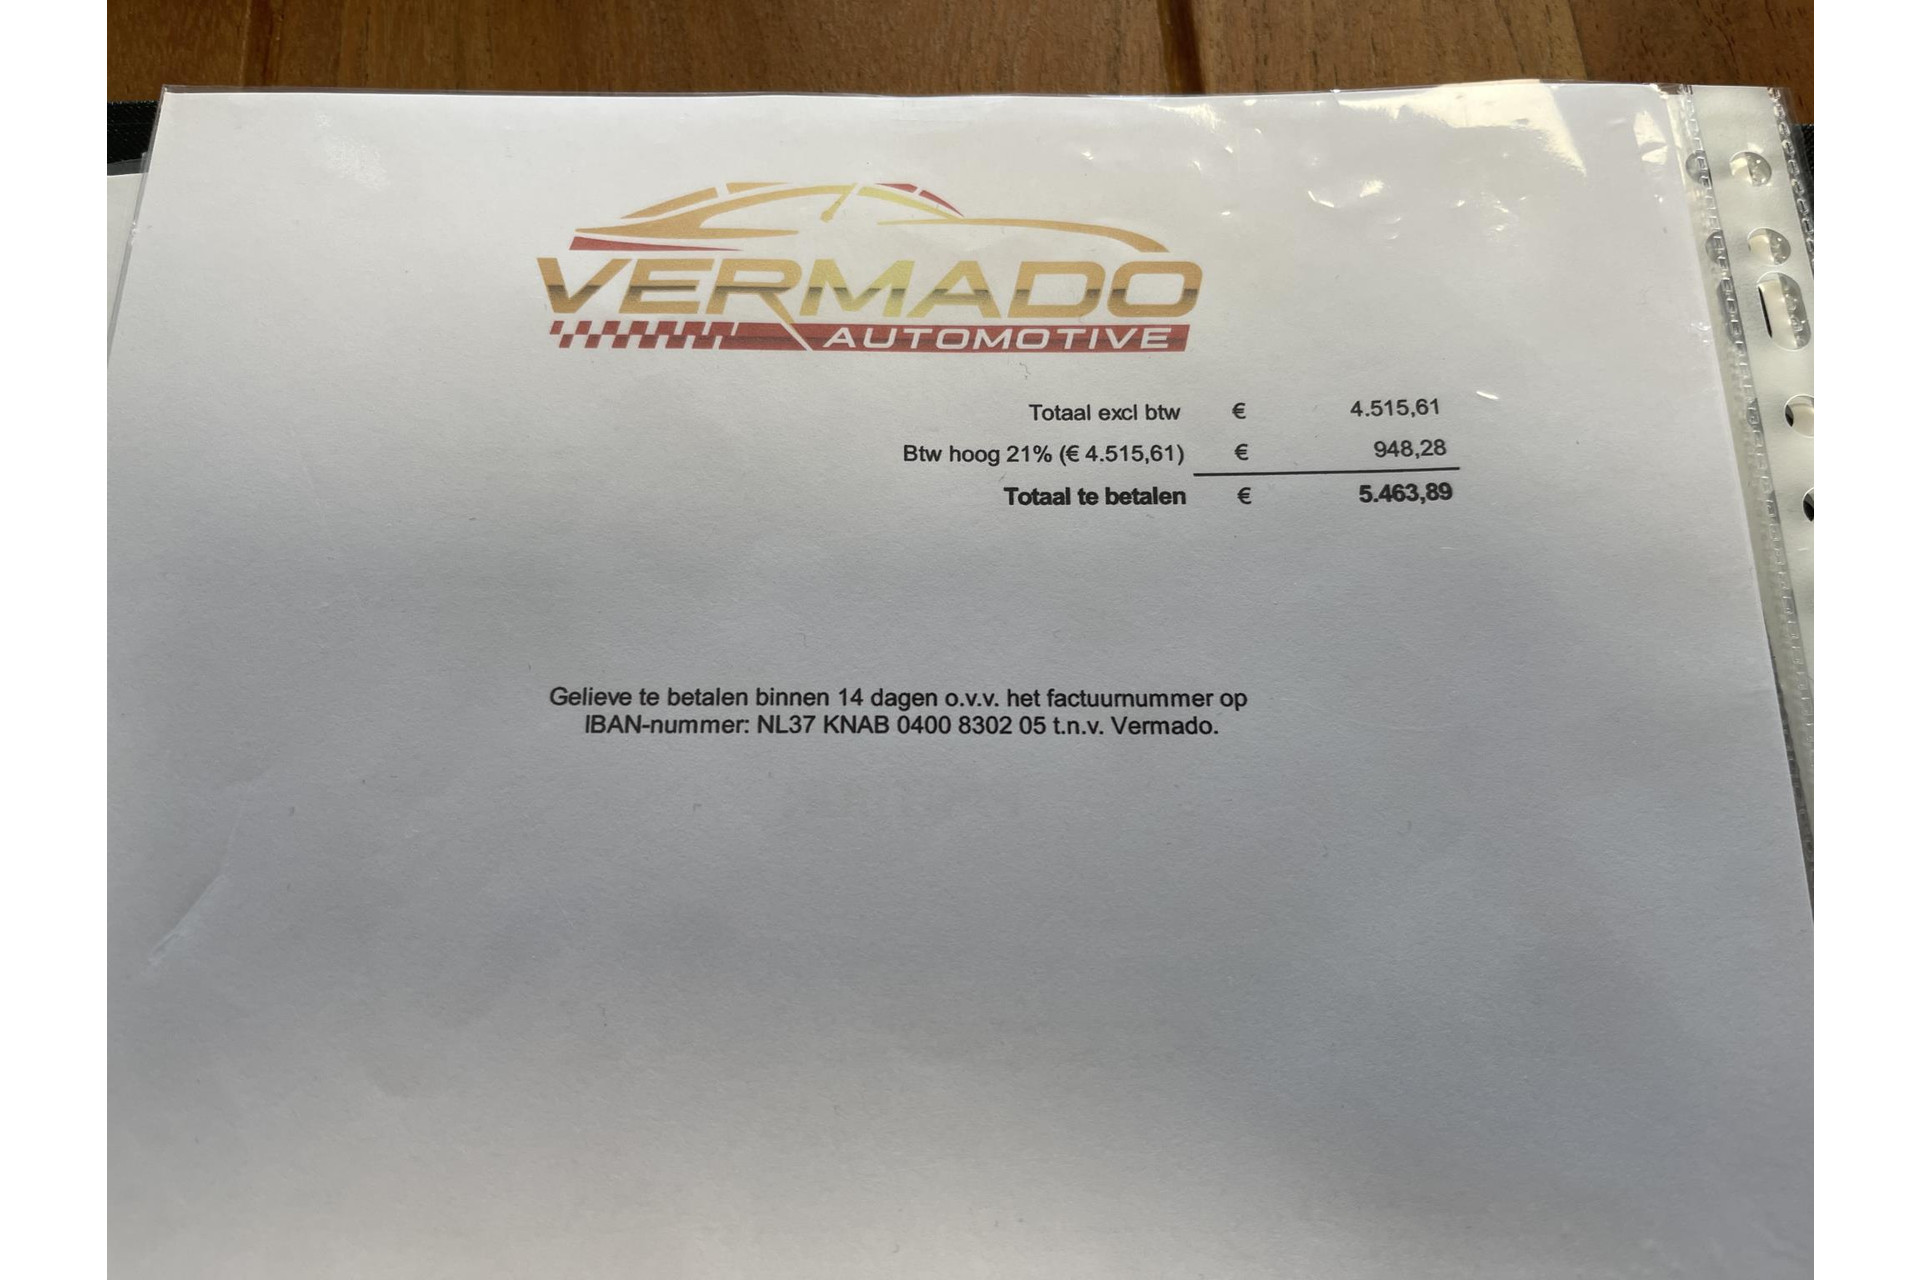 VERMADO
AUTOMOTIVE
Totaal excl btw € 4.515,61
Btw hoog 21% (€ 4.515,61) € 948,28
Totaal te betalen € 5.463,89
Gelieve te betalen binnen 14 dagen o.v.v. het factuurnummer op
IBAN-nummer: NL37 KNAB 0400 8302 05 t.n.v. Vermado.